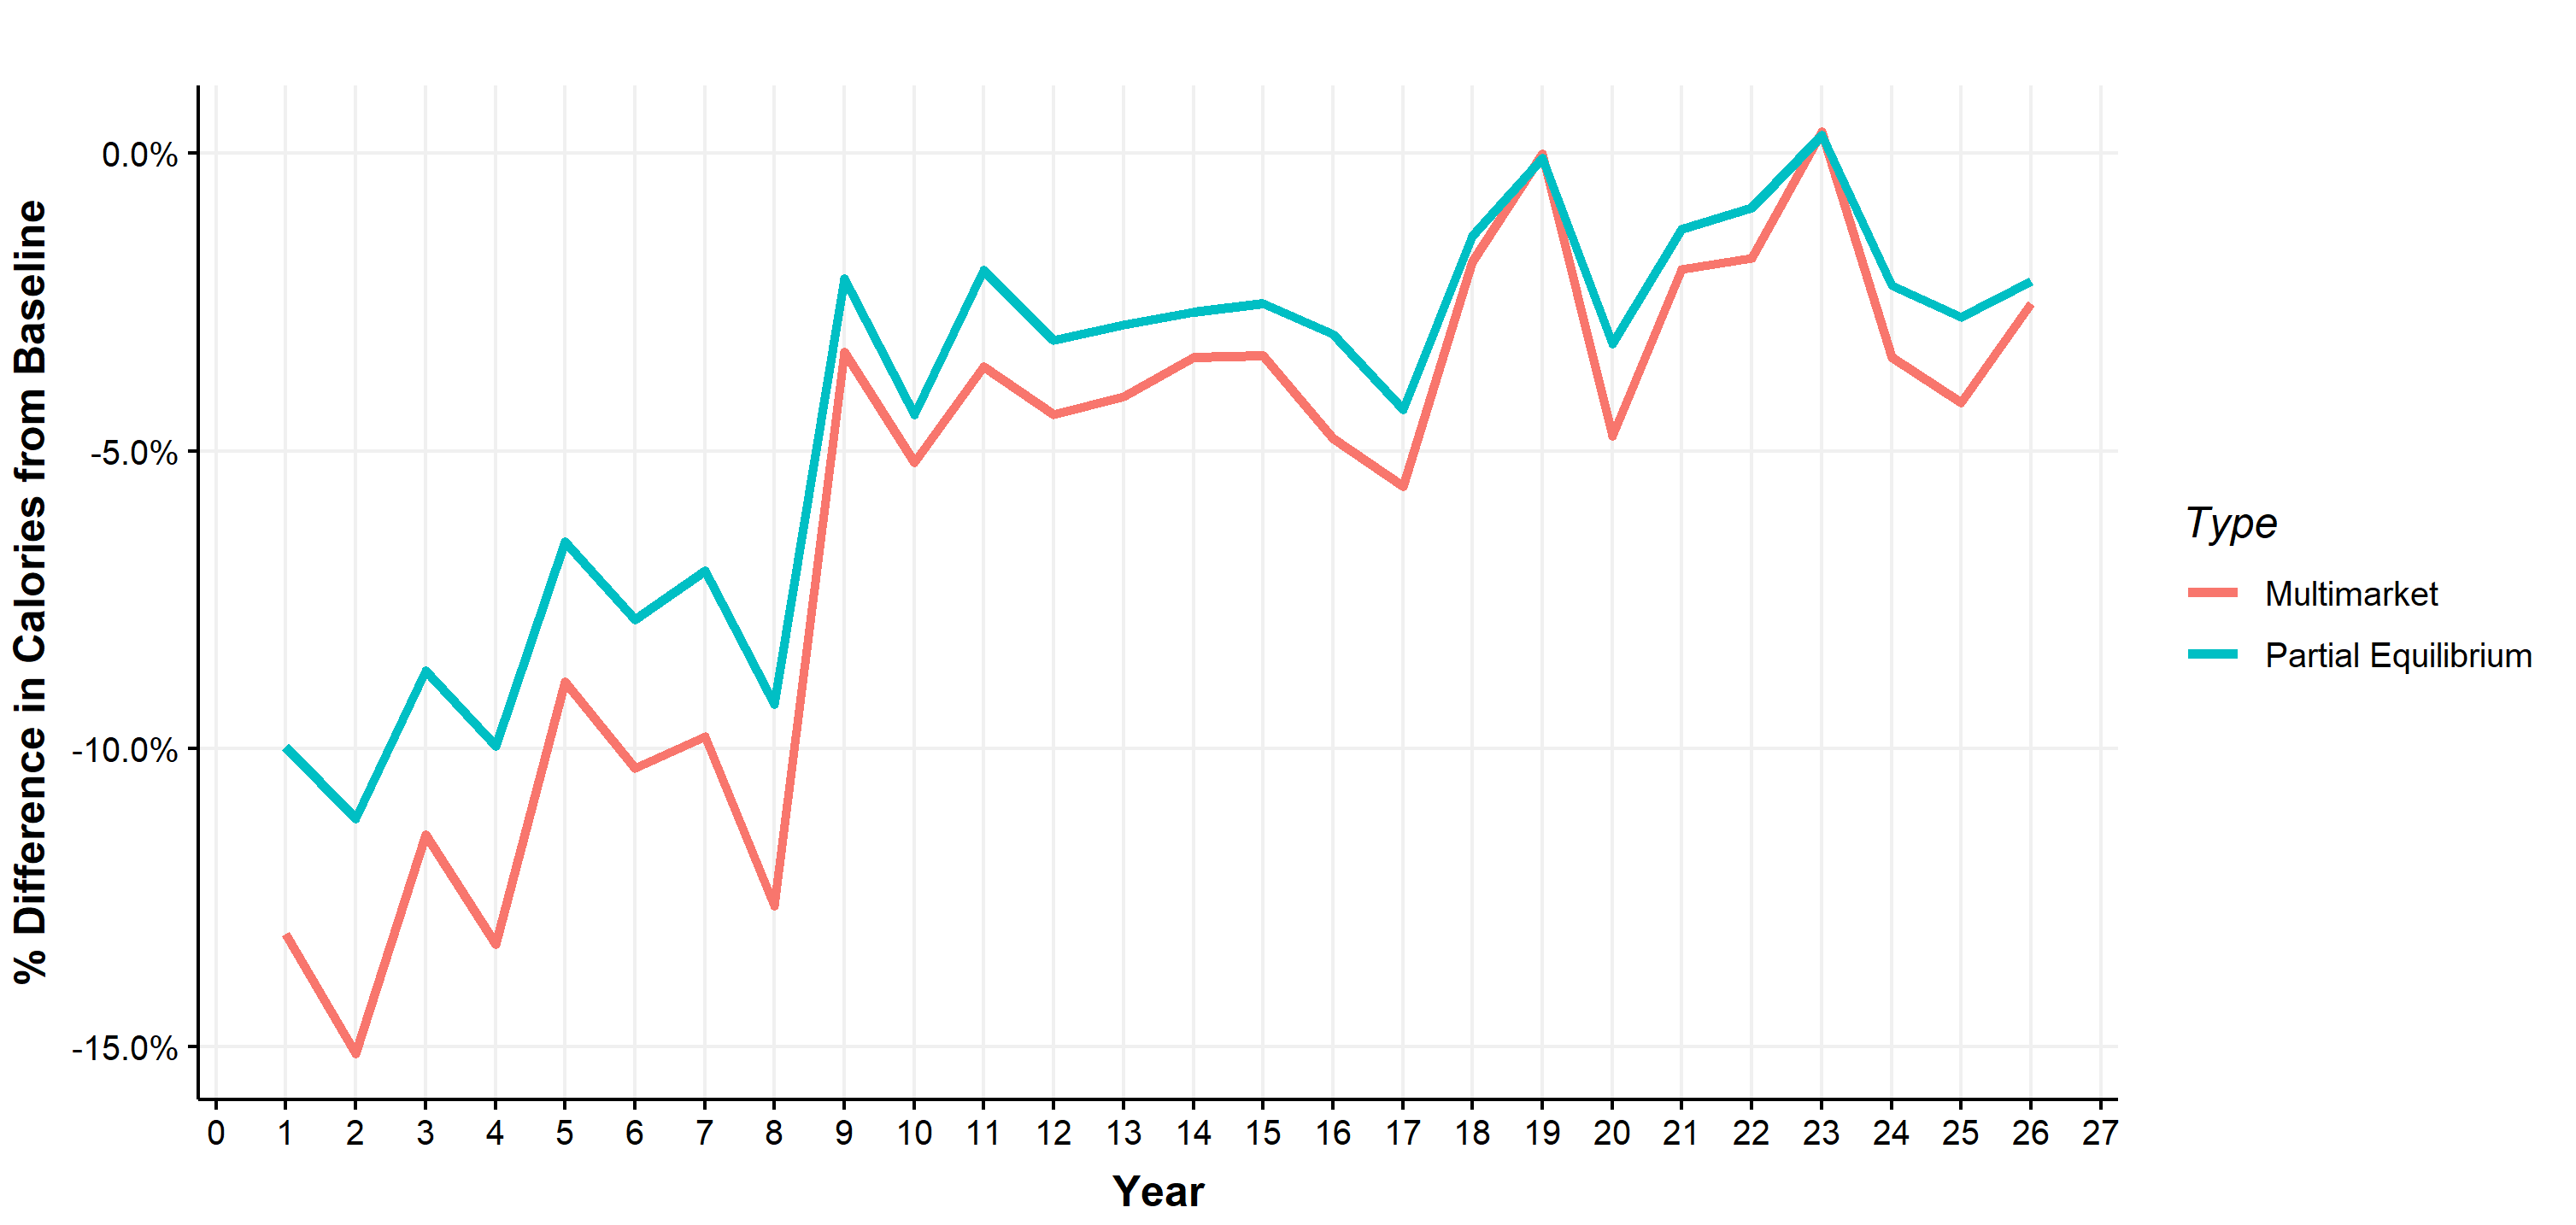 % Difference in Calories from Baseline
0.0%
-5.0%
-10.0%
-15.0%
0 1 2 3 4 5 6 7 8 9 10 11 12 13 14 15 16 17 18 19 20 21 22 23 24 25 26 27
Year
Type
Multimarket
Partial Equilibrium